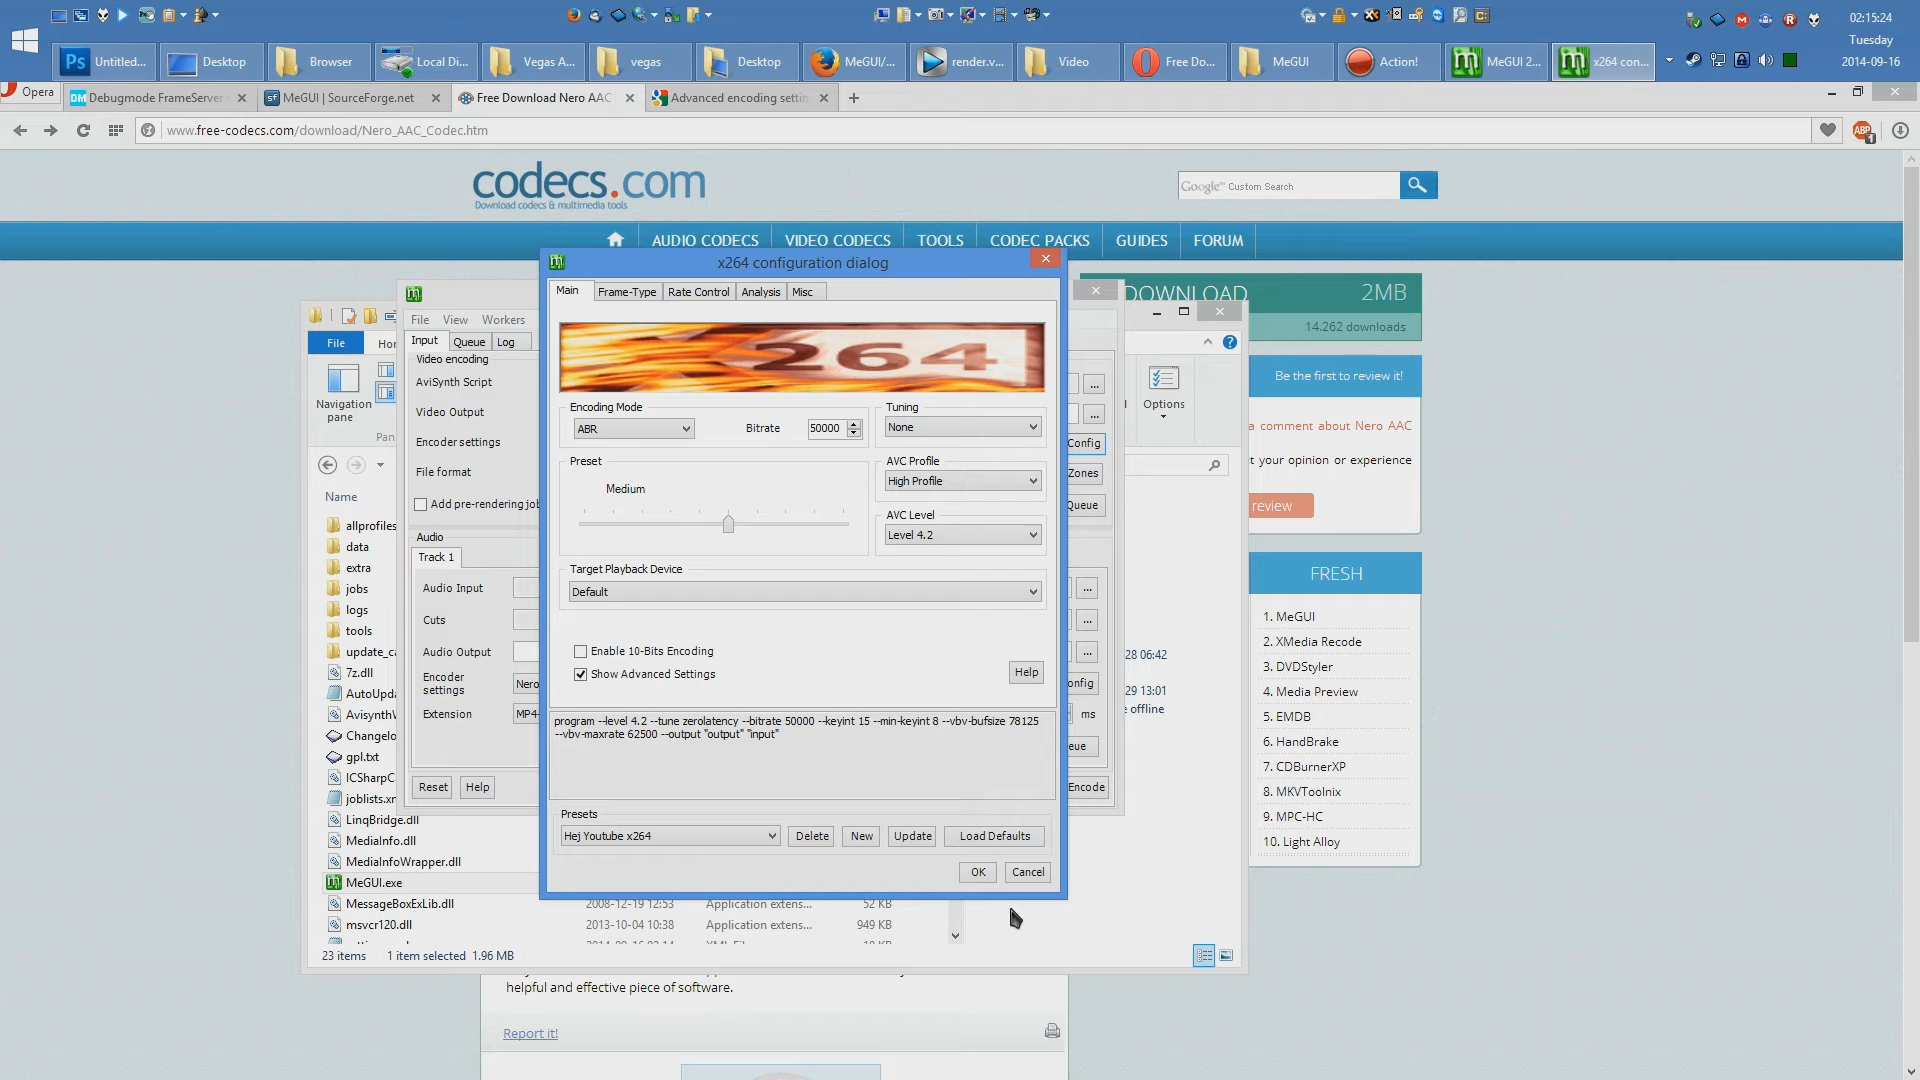 02:15:24
Tuesday
2014-09-16
Untitled...
Desktop
Browser
Local Di...
Vegas A...
vegas
Desktop
MeGUI/...
render.v...
Video
Free Do...
MeGUI
Action!
MeGUI 2...
x264 con...
Opera
Debugmode FrameServer
MeGUI | SourceForge.net
Free Download Nero AAC
Advanced encoding settin
www.free-codecs.com/download/Nero_AAC_Codec.htm
codecs.com
Download codecs & multimedia tools
Google™ Custom Search
AUDIO CODECS
VIDEO CODECS
TOOLS
CODEC PACKS
GUIDES
FORUM
x264 configuration dialog
Main
Frame-Type
Rate Control
Analysis
Misc
264
Encoding Mode
ABR
Bitrate
50000
Tuning
None
Preset
Medium
AVC Profile
High Profile
AVC Level
Level 4.2
Target Playback Device
Default
Enable 10-Bits Encoding
Show Advanced Settings
Help
program --level 4.2 --tune zerolatency --bitrate 50000 --keyint 15 --min-keyint 8 --vbv-bufsize 78125
--vbv-maxrate 62500 --output "output" "input"
Presets
Hej Youtube x264
Delete
New
Update
Load Defaults
OK
Cancel
File
View
Workers
Input
Queue
Log
Video encoding
AviSynth Script
Video Output
Encoder settings
File format
Add pre-rendering job
Audio
Track 1
Audio Input
Cuts
Audio Output
Encoder
settings
Nero
Extension
MP4-
Reset
Help
Config
Zones
Queue
onfig
ms
eue
Encode
File
Hor
Navigation
pane
Pan
Options
Name
allprofiles
data
extra
jobs
logs
tools
update_ca
7z.dll
AutoUpda
AvisynthW
Changelo
gpl.txt
ICSharpC
joblists.xn
LinqBridge.dll
MediaInfo.dll
MediaInfoWrapper.dll
MeGUI.exe
MessageBoxExLib.dll
2008-12-19 12:53
Application extens...
52 KB
msvcr120.dll
2013-10-04 10:38
Application extens...
949 KB
23 items
1 item selected
1.96 MB
28 06:42
29 13:01
e offline
DOWNLOAD
2MB
14.262 downloads
Be the first to review it!
a comment about Nero AAC
t your opinion or experience
review
FRESH
1. MeGUI
2. XMedia Recode
3. DVDStyler
4. Media Preview
5. EMDB
6. HandBrake
7. CDBurnerXP
8. MKVToolnix
9. MPC-HC
10. Light Alloy
helpful and effective piece of software.
Report it!